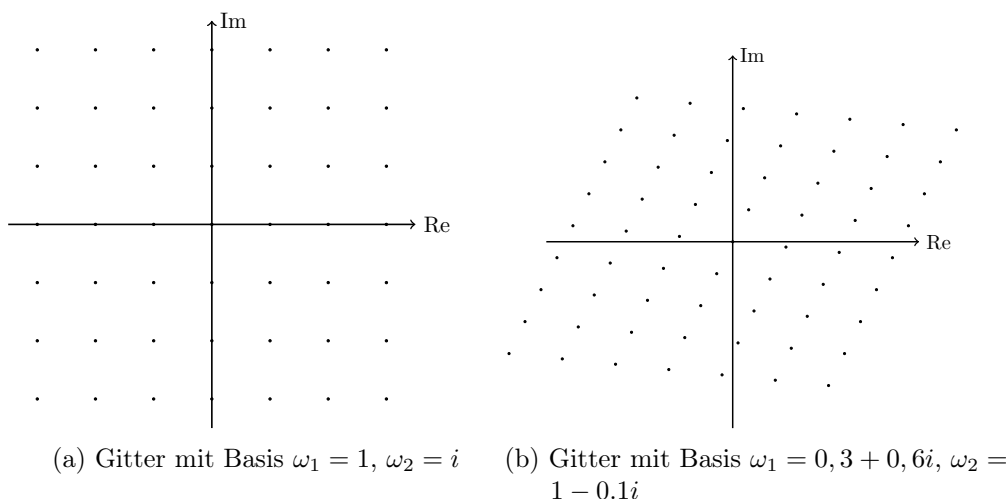 Im
Re
Im
Re
(a) Gitter mit Basis ω₁ = 1, ω₂ = i
(b) Gitter mit Basis ω₁ = 0,3 + 0,6i, ω₂ =
1 − 0.1i